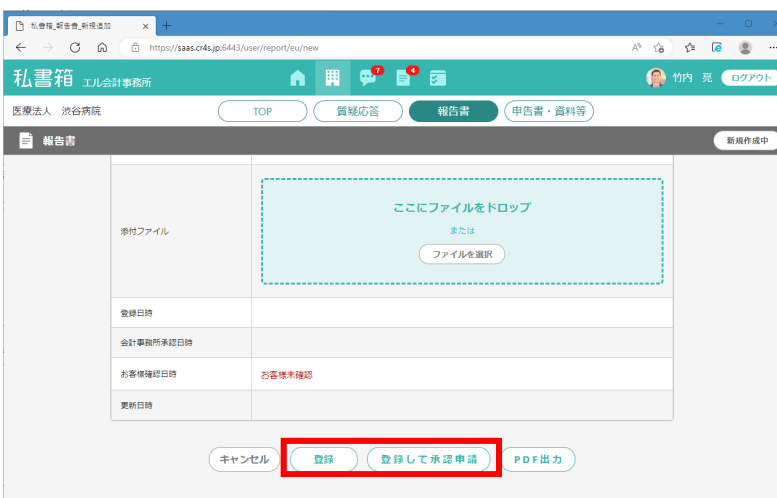 私書箱_報告書_新規追加
https://saas.cr4s.jp:6443/user/report/eu/new
私書箱 エル会計事務所
7
4
竹内 亮
ログアウト
医療法人 渋谷病院
TOP
質疑応答
報告書
申告書・資料等
報告書
新規作成中
添付ファイル
ここにファイルをドロップ
または
ファイルを選択
登録日時
会計事務所承認日時
お客様確認日時
お客様未確認
更新日時
キャンセル
登録
登録して承認申請
PDF出力